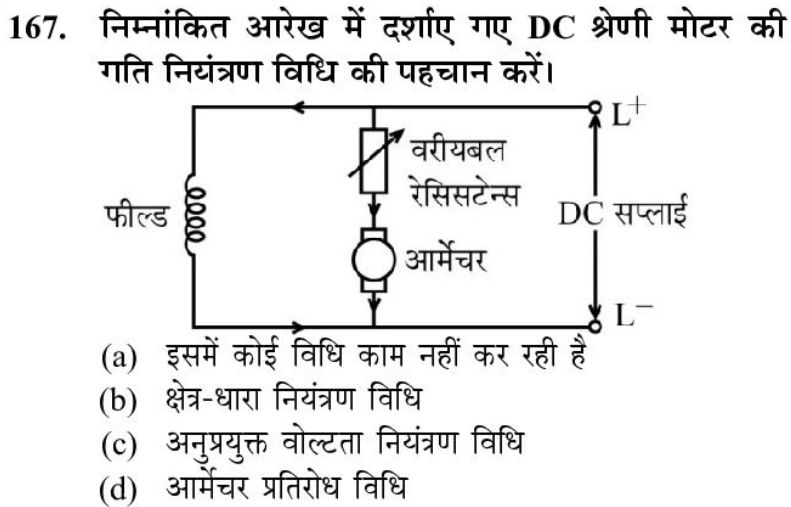 167. निम्नांकित आरेख में दर्शाए गए DC श्रेणी मोटर की
गति नियंत्रण विधि की पहचान करें।
L+
वरीयबल
रेसिसटेन्स
फील्ड
DC सप्लाई
आर्मेचर
L−
(a) इसमें कोई विधि काम नहीं कर रही है
(b) क्षेत्र-धारा नियंत्रण विधि
(c) अनुप्रयुक्त वोल्टता नियंत्रण विधि
(d) आर्मेचर प्रतिरोध विधि